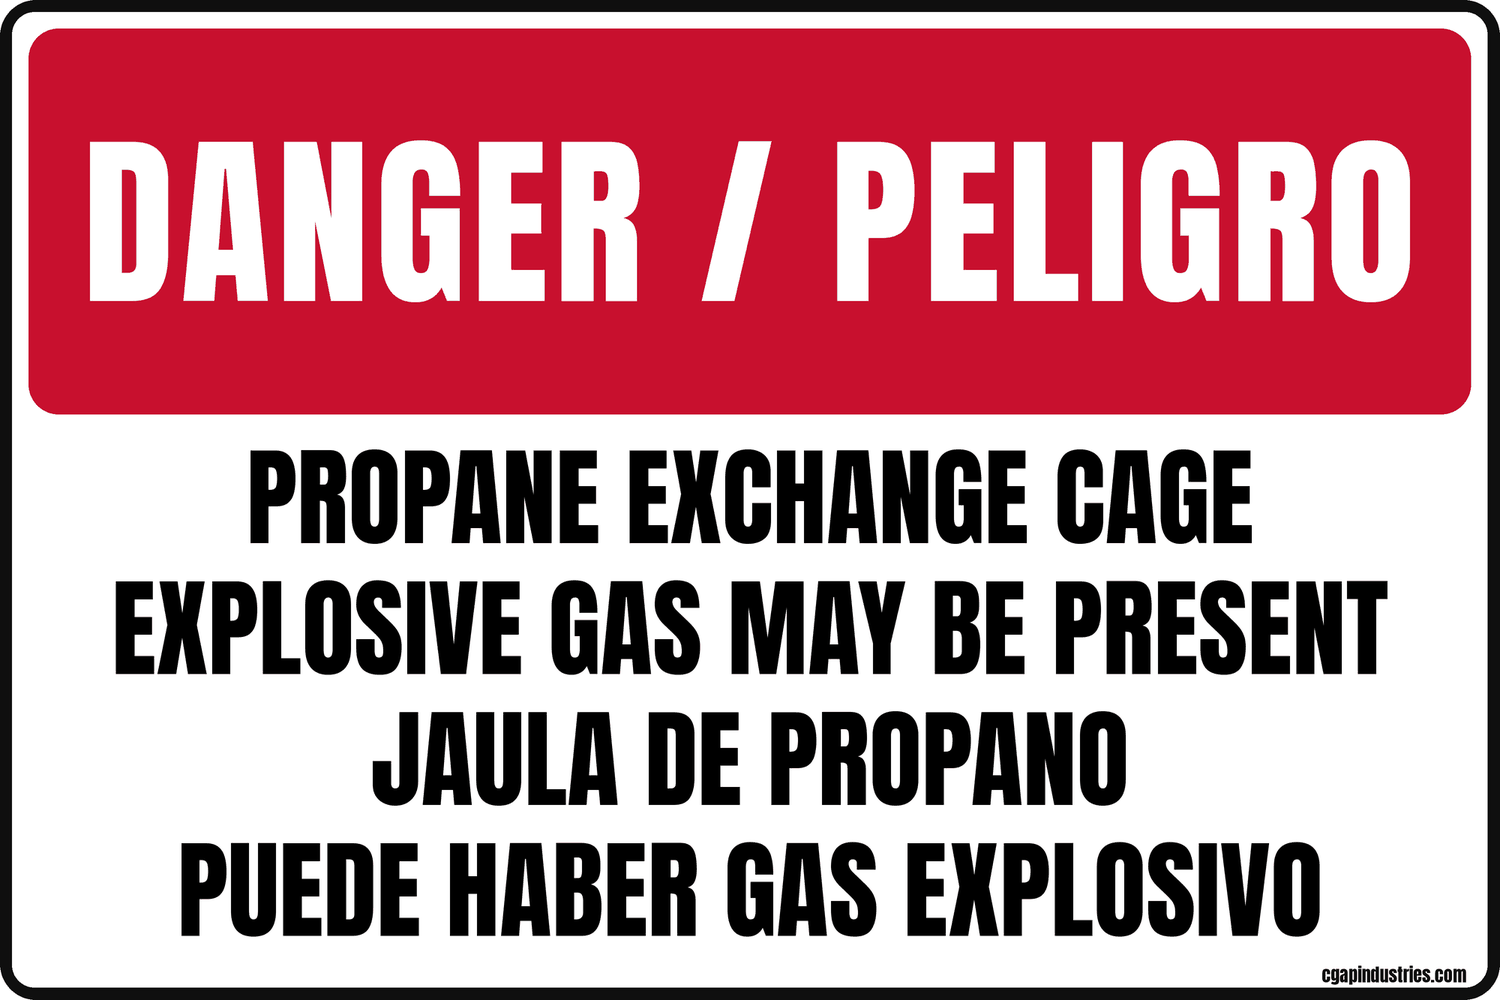 DANGER / PELIGRO
PROPANE EXCHANGE CAGE
EXPLOSIVE GAS MAY BE PRESENT
JAULA DE PROPANO
PUEDE HABER GAS EXPLOSIVO
cgapindustries.com